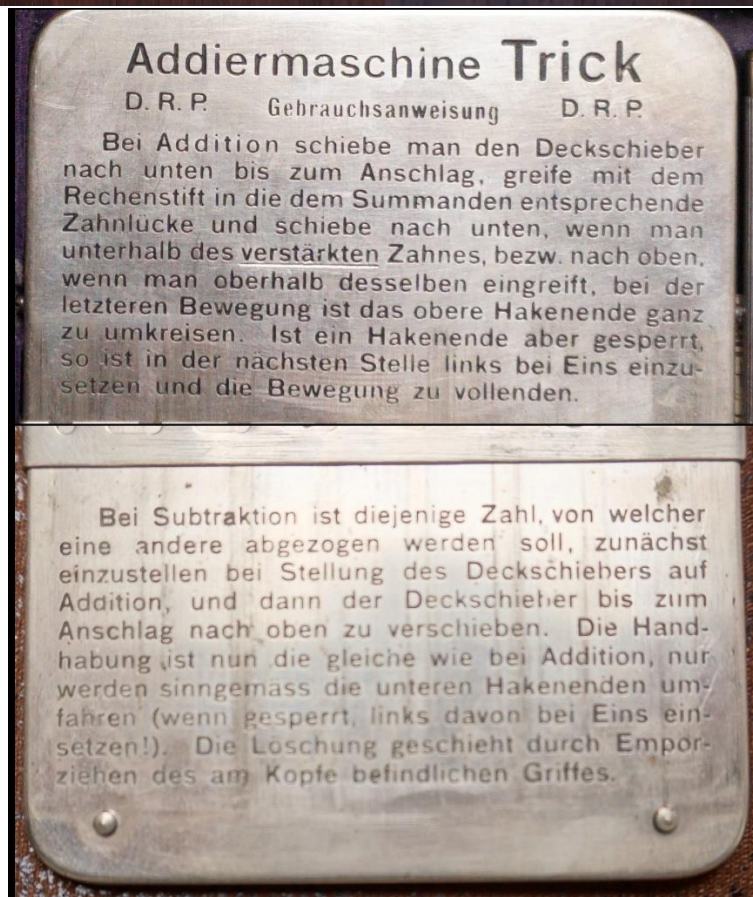 Addiermaschine Trick
D. R. P. Gebrauchsanweisung D. R. P.
Bei Addition schiebe man den Deckschieber
nach unten bis zum Anschlag, greife mit dem
Rechenstift in die dem Summanden entsprechende
Zahnlücke und schiebe nach unten, wenn man
unterhalb des verstärkten Zahnes, bezw. nach oben,
wenn man oberhalb desselben eingreift, bei der
letzteren Bewegung ist das obere Hakenende ganz
zu umkreisen. Ist ein Hakenende aber gesperrt,
so ist in der nächsten Stelle links bei Eins einzu-
setzen und die Bewegung zu vollenden.
Bei Subtraktion ist diejenige Zahl, von welcher
eine andere abgezogen werden soll, zunächst
einzustellen bei Stellung des Deckschiebers auf
Addition, und dann der Deckschieber bis zum
Anschlag nach oben zu verschieben. Die Hand-
habung ist nun die gleiche wie bei Addition, nur
werden sinngemäss die unteren Hakenenden um-
fahren (wenn gesperrt, links davon bei Eins ein-
setzen!). Die Löschung geschieht durch Empor-
ziehen des am Kopfe befindlichen Griffes.